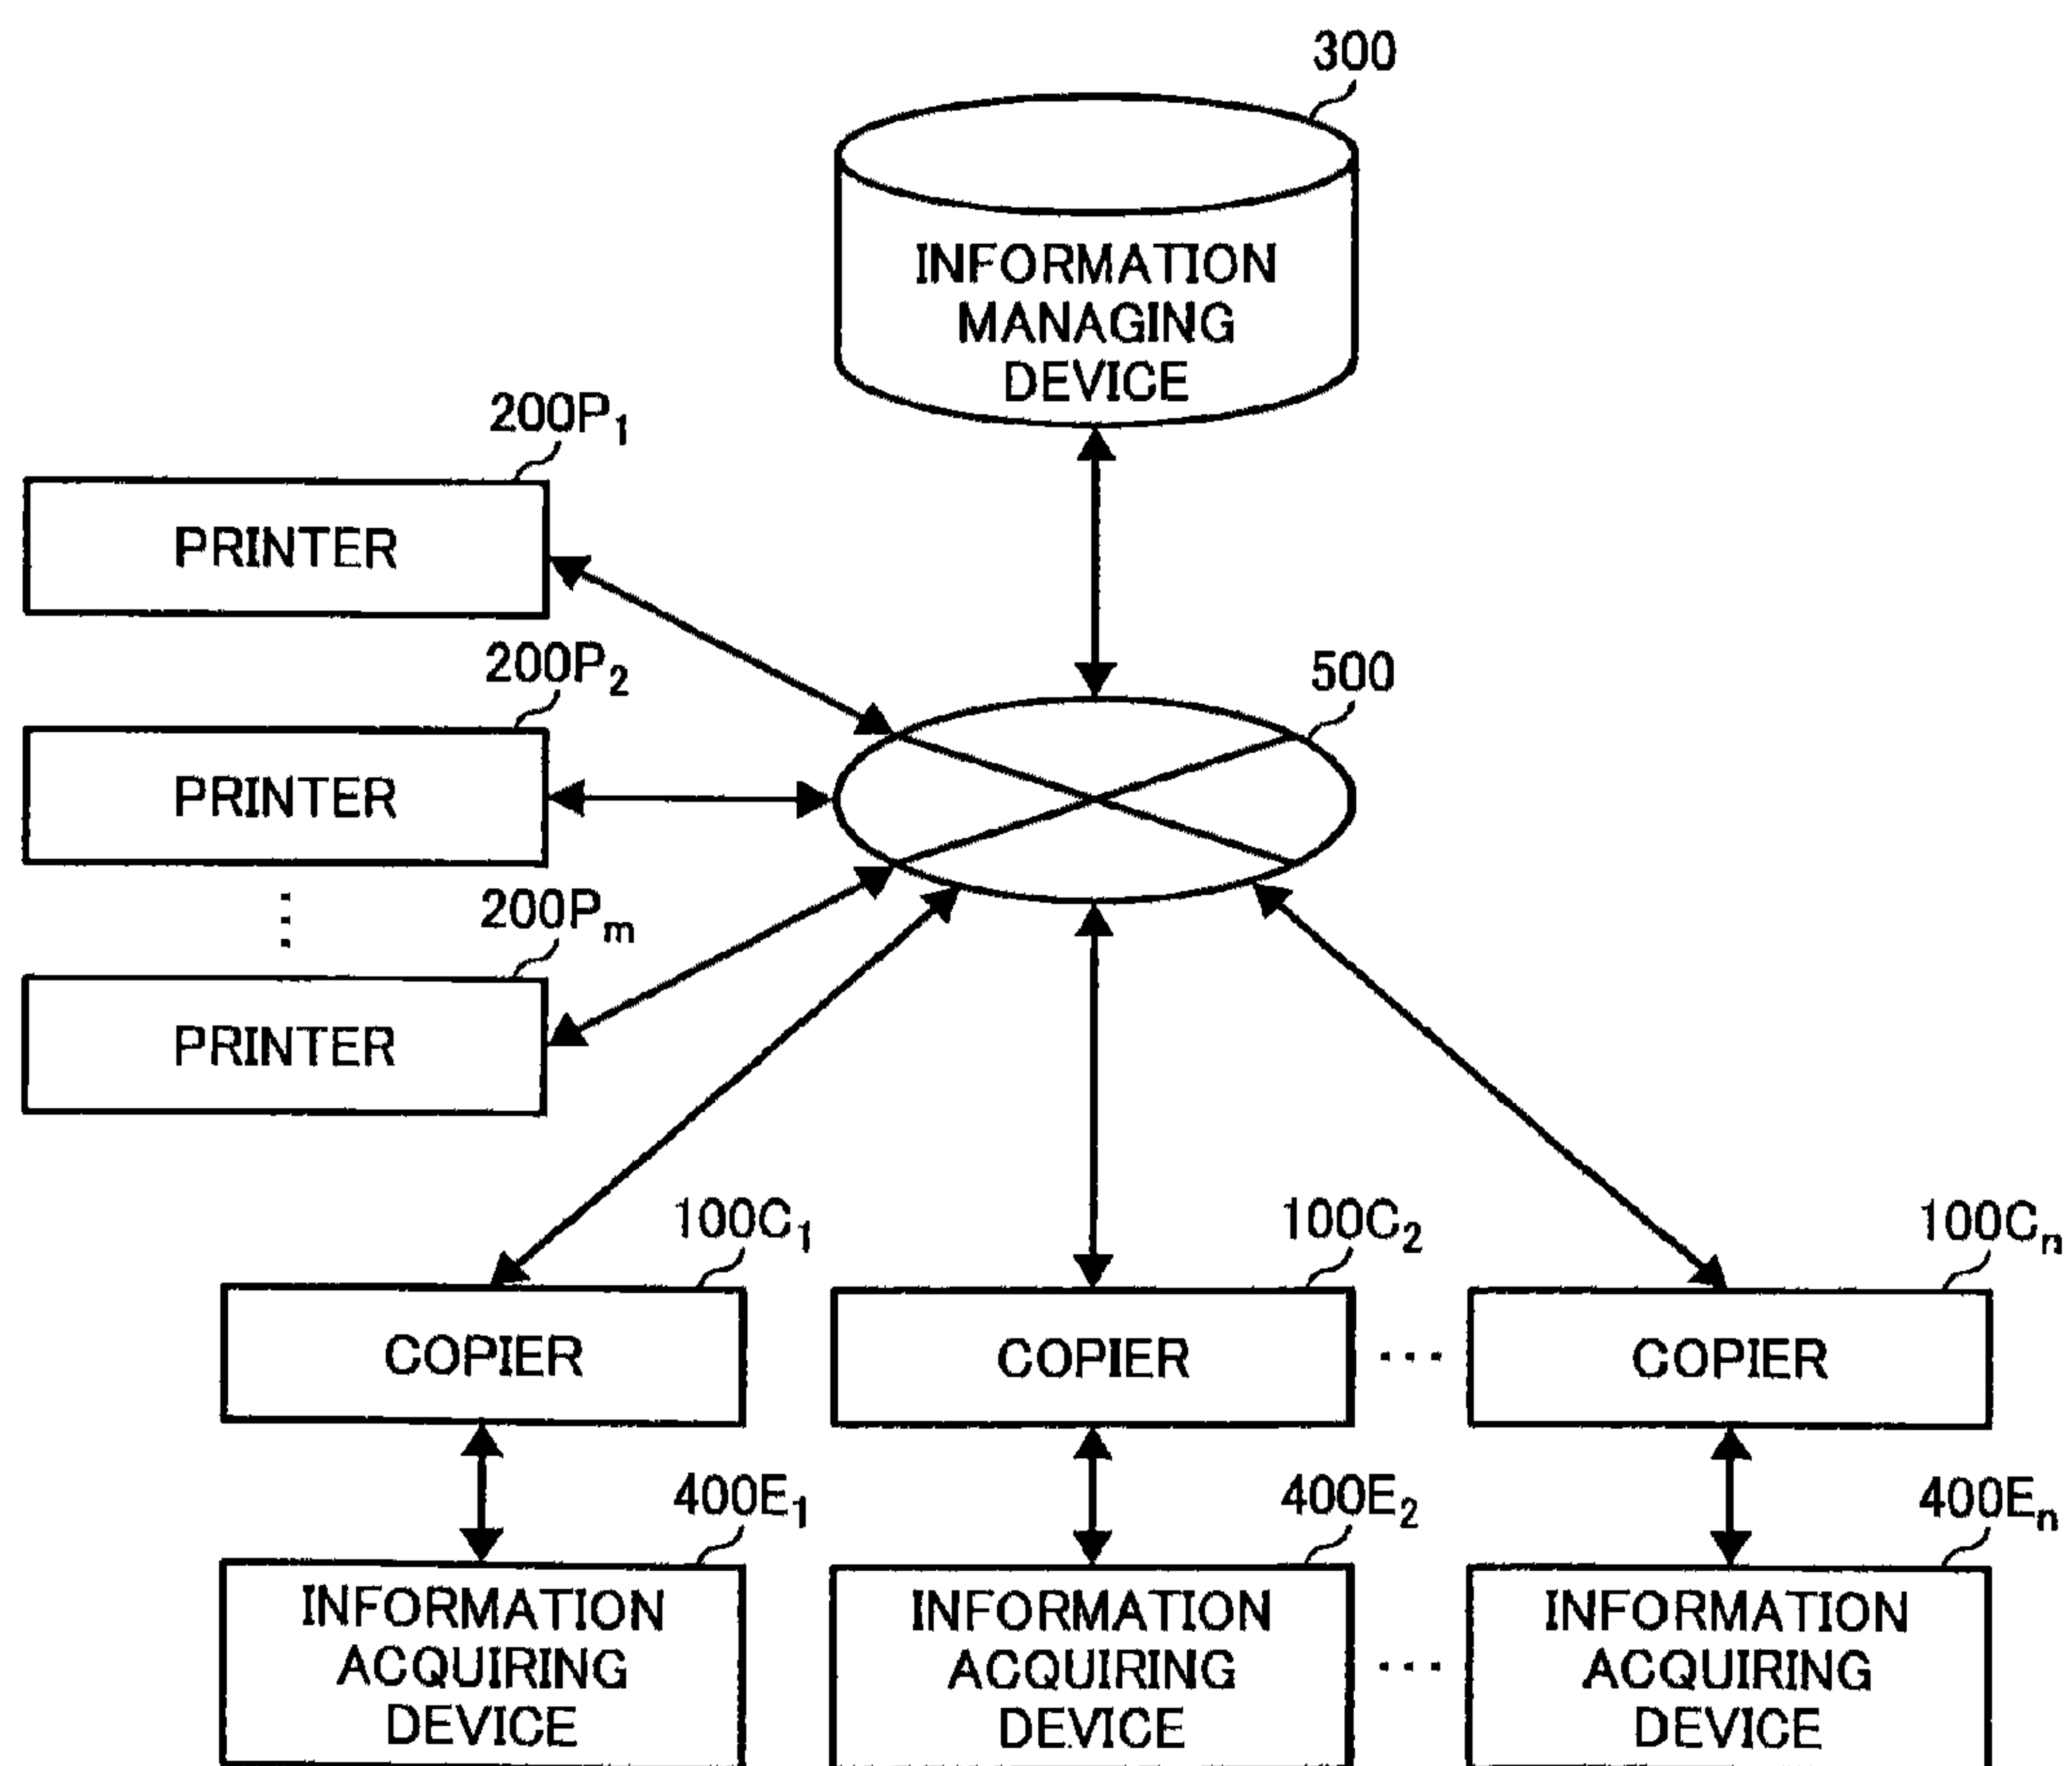 300
INFORMATION
MANAGING
DEVICE
200P₁
PRINTER
200P₂
500
PRINTER
⋮
200Pₘ
PRINTER
100C₁
100C₂
100Cₙ
COPIER
COPIER
...
COPIER
400E₁
400E₂
400Eₙ
INFORMATION
ACQUIRING
DEVICE
INFORMATION
ACQUIRING
DEVICE
...
INFORMATION
ACQUIRING
DEVICE